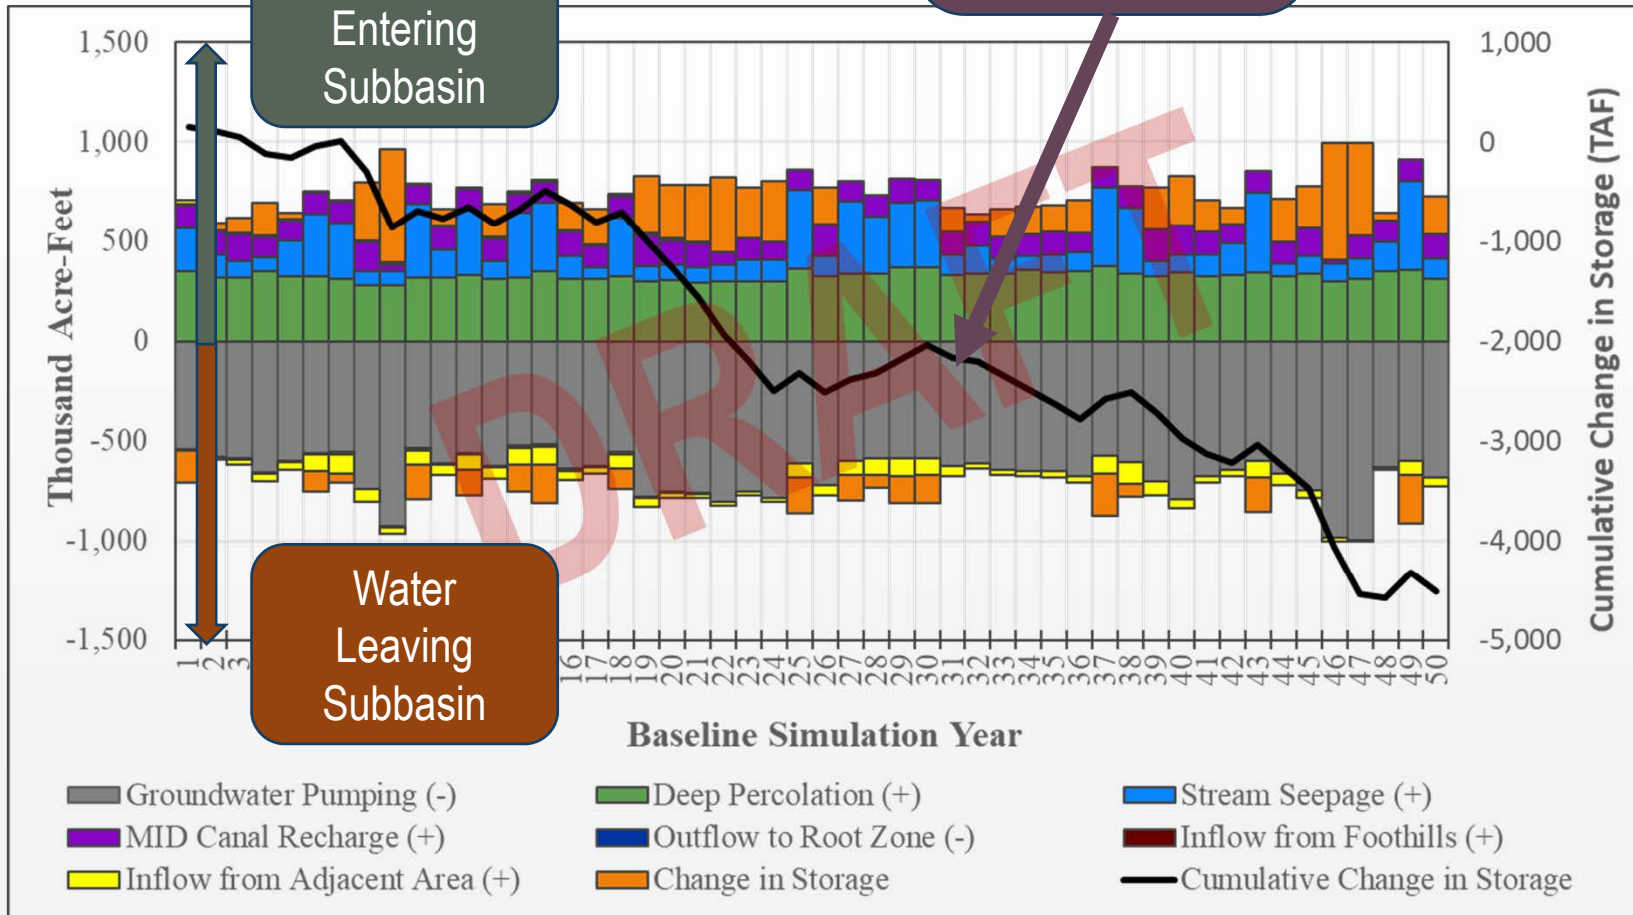 Entering
Subbasin
1,500
1,000
500
0
-500
-1,000
-1,500
Thousand Acre-Feet
1,000
0
-1,000
-2,000
-3,000
-4,000
-5,000
Cumulative Change in Storage (TAF)
DRAFT
Water
Leaving
Subbasin
1 2 3 16 17 18 19 20 21 22 23 24 25 26 27 28 29 30 31 32 33 34 35 36 37 38 39 40 41 42 43 44 45 46 47 48 49 50
Baseline Simulation Year
Groundwater Pumping (-) Deep Percolation (+) Stream Seepage (+)
MID Canal Recharge (+) Outflow to Root Zone (-) Inflow from Foothills (+)
Inflow from Adjacent Area (+) Change in Storage Cumulative Change in Storage